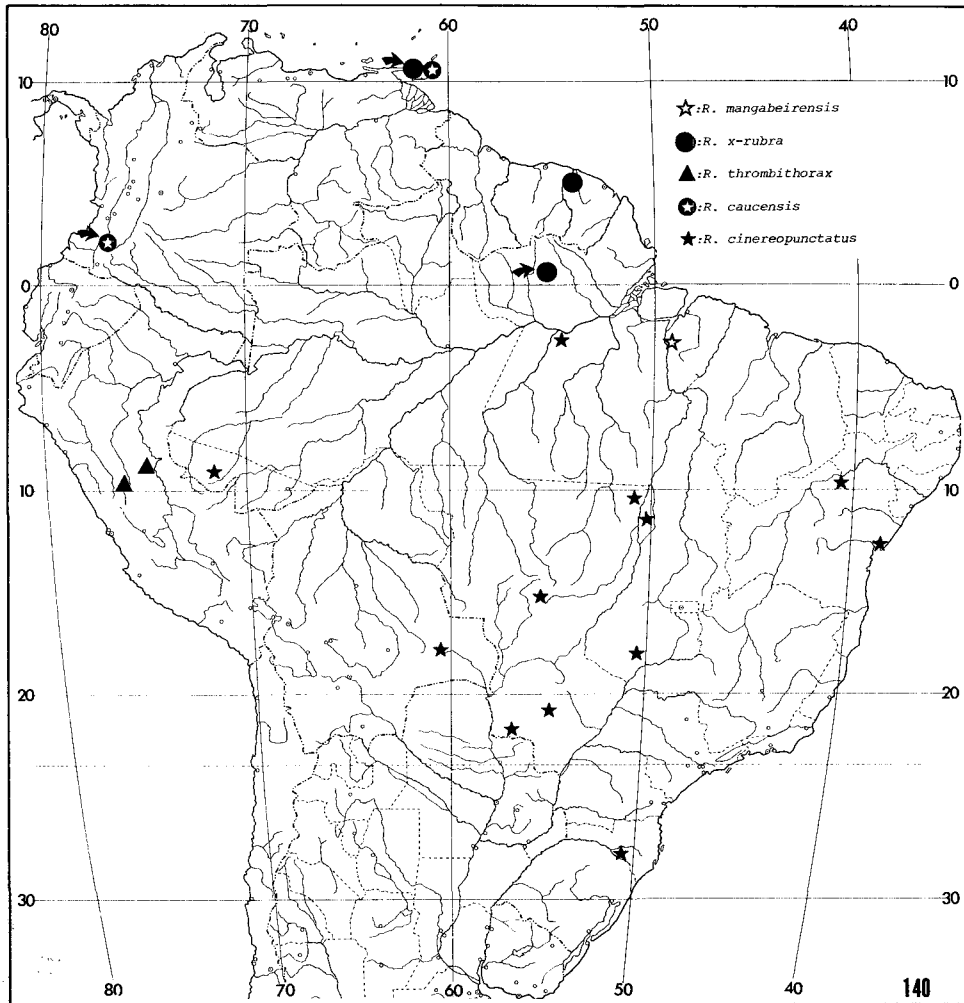 80 70 60 50 40
10 10
☆:R. mangabeirensis
●:R. x-rubra
▲:R. thrombithorax
✪:R. caucensis
★:R. cinereopunctatus
0 0
10 10
20 20
30 30
80 70 60 50 40 140